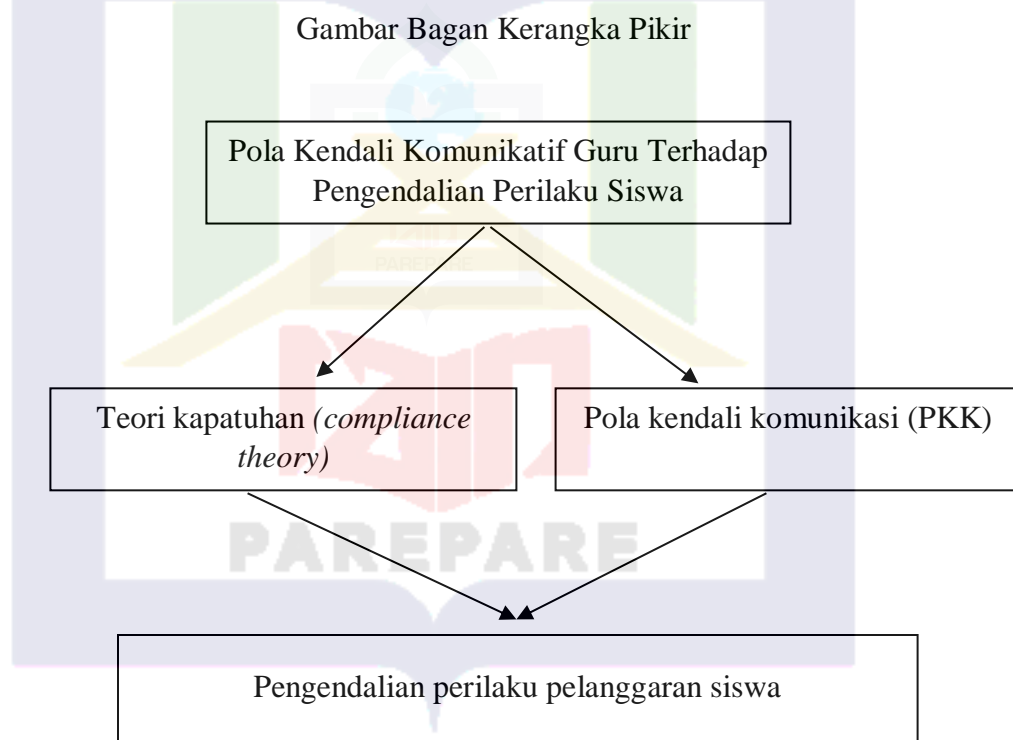 Gambar Bagan Kerangka Pikir
Pola Kendali Komunikatif Guru Terhadap
Pengendalian Perilaku Siswa
PAREPARE
Teori kapatuhan (compliance
theory)
Pola kendali komunikasi (PKK)
PAREPARE
Pengendalian perilaku pelanggaran siswa